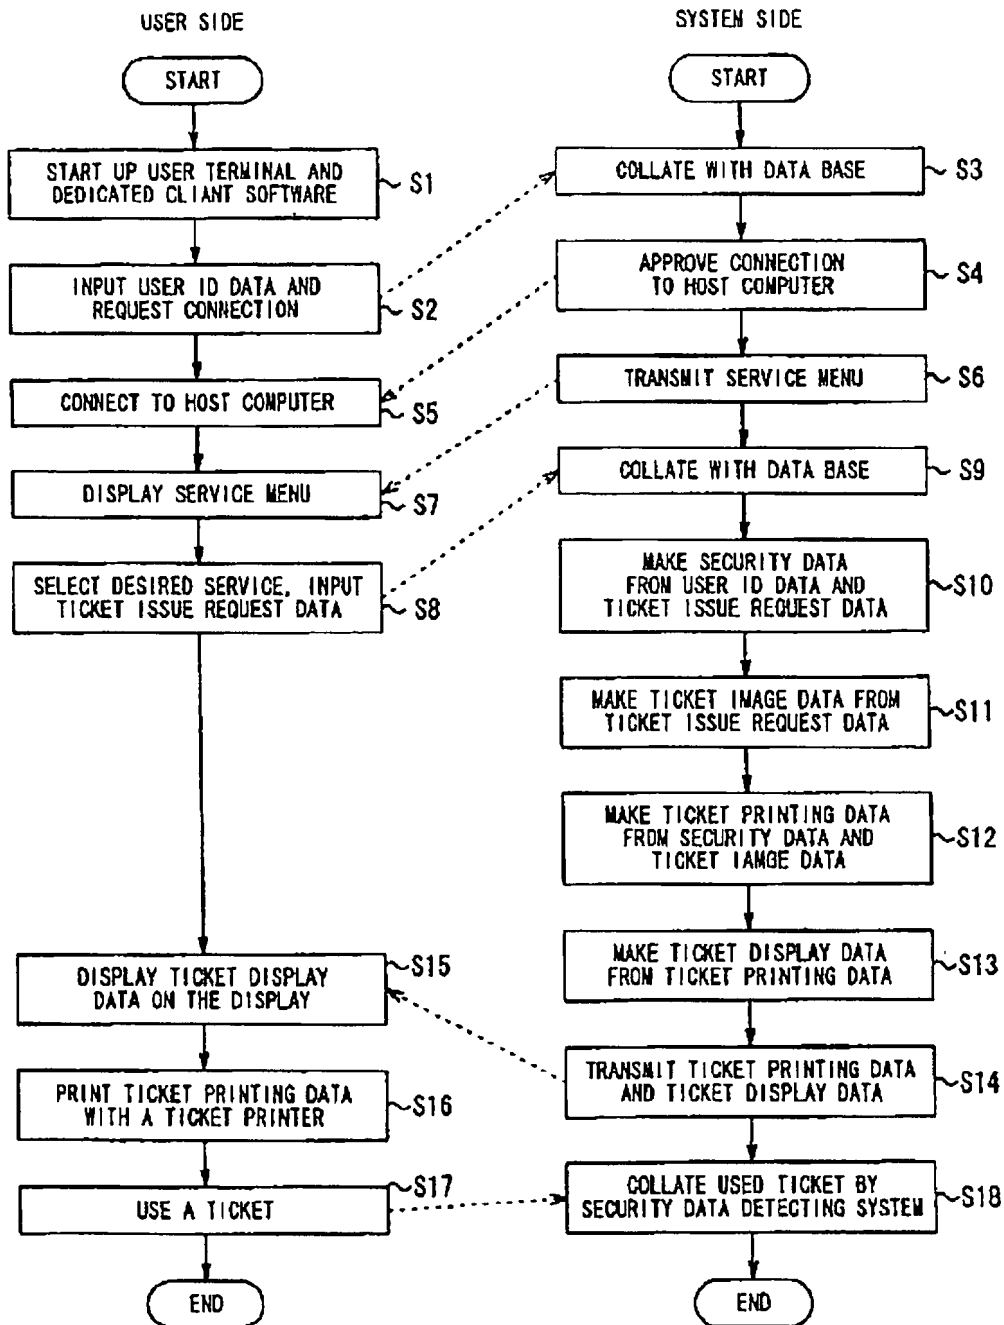 USER SIDE
START
START UP USER TERMINAL AND
DEDICATED CLIANT SOFTWARE
S1
INPUT USER ID DATA AND
REQUEST CONNECTION
S2
CONNECT TO HOST COMPUTER
S5
DISPLAY SERVICE MENU
S7
SELECT DESIRED SERVICE, INPUT
TICKET ISSUE REQUEST DATA
S8
DISPLAY TICKET DISPLAY
DATA ON THE DISPLAY
S15
PRINT TICKET PRINTING DATA
WITH A TICKET PRINTER
S16
USE A TICKET
S17
END
SYSTEM SIDE
START
COLLATE WITH DATA BASE
S3
APPROVE CONNECTION
TO HOST COMPUTER
S4
TRANSMIT SERVICE MENU
S6
COLLATE WITH DATA BASE
S9
MAKE SECURITY DATA
FROM USER ID DATA AND
TICKET ISSUE REQUEST DATA
S10
MAKE TICKET IMAGE DATA FROM
TICKET ISSUE REQUEST DATA
S11
MAKE TICKET PRINTING DATA
FROM SECURITY DATA AND
TICKET IAMGE DATA
S12
MAKE TICKET DISPLAY DATA
FROM TICKET PRINTING DATA
S13
TRANSMIT TICKET PRINTING DATA
AND TICKET DISPLAY DATA
S14
COLLATE USED TICKET BY
SECURITY DATA DETECTING SYSTEM
S18
END